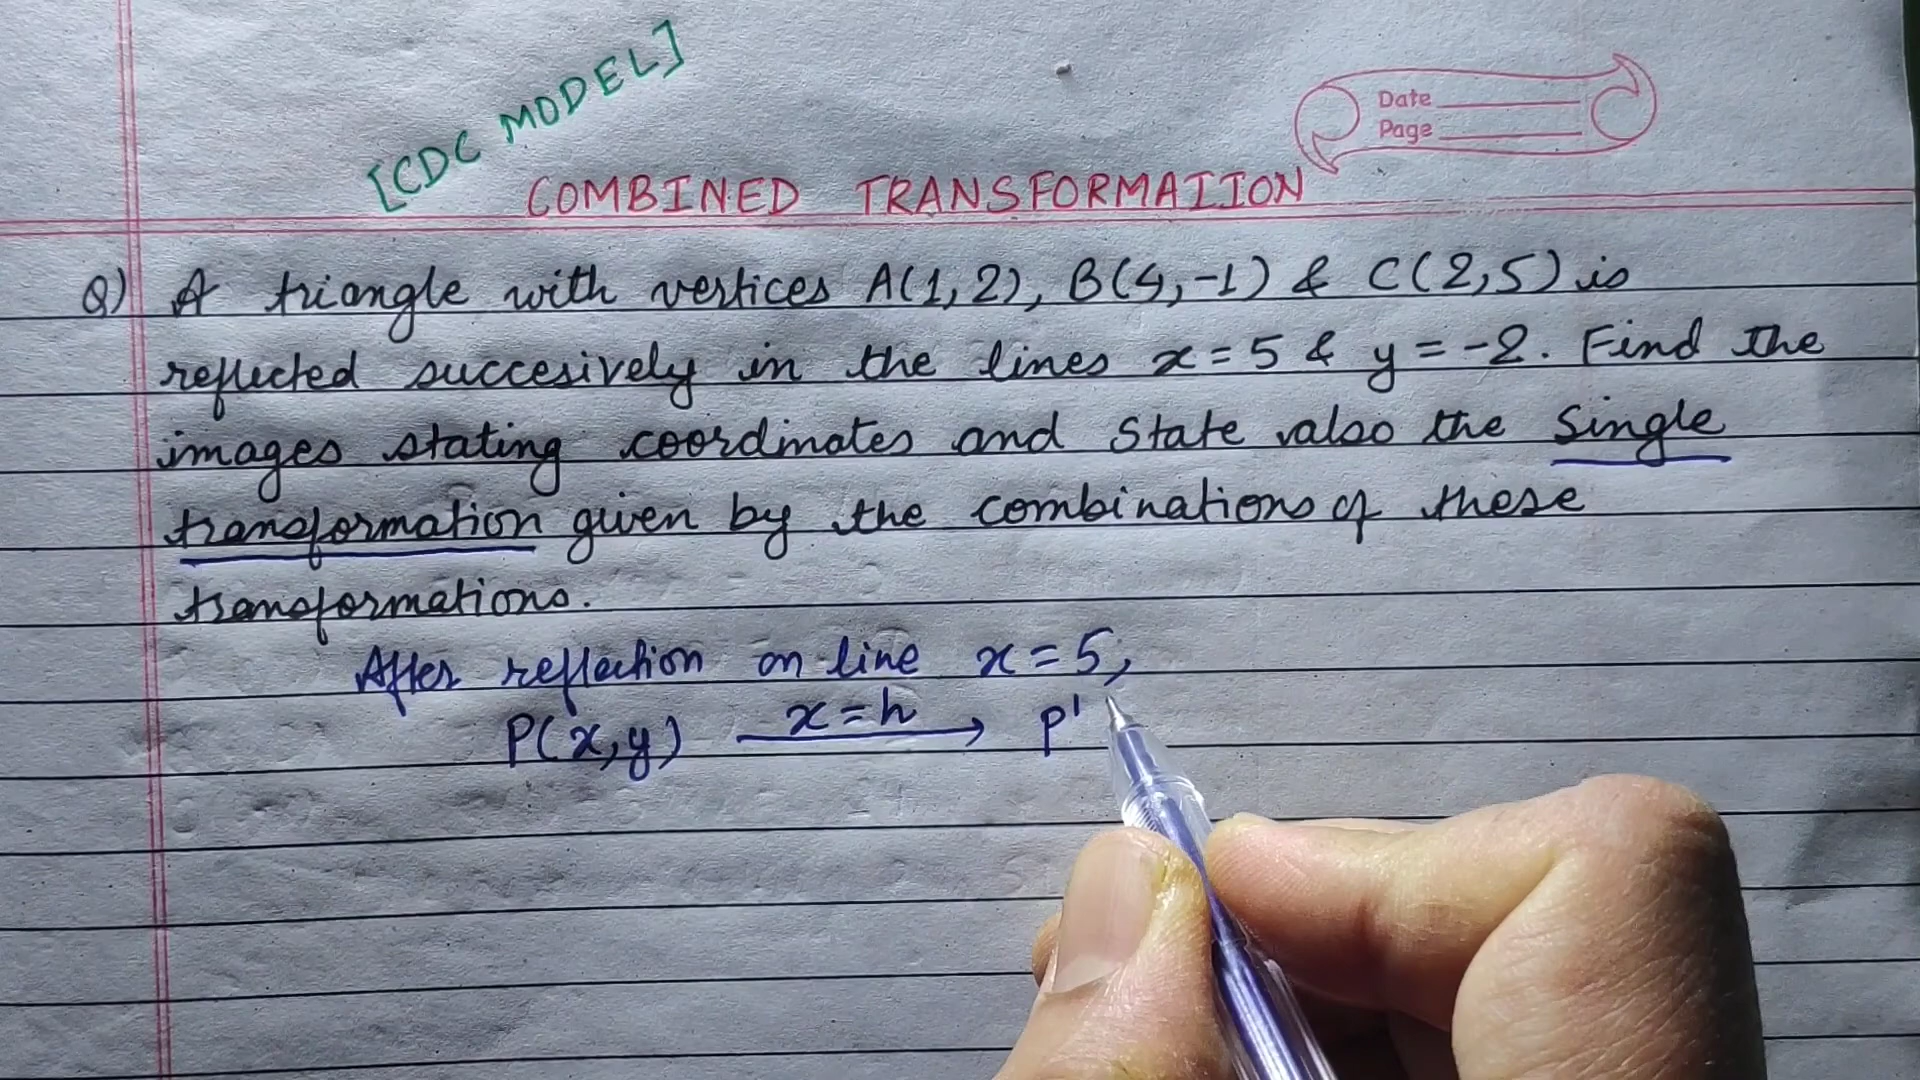 [CDC MODEL]
Date
Page
COMBINED TRANSFORMATION
Q) A triangle with vertices A(1,2), B(4,-1) & C(2,5) is
reflected succesively in the lines x = 5 & y = -2. Find the
images stating coordinates and state also the single
transformation given by the combinations of these
transformations.
After reflection on line x = 5,
P(x,y) x=h → P'